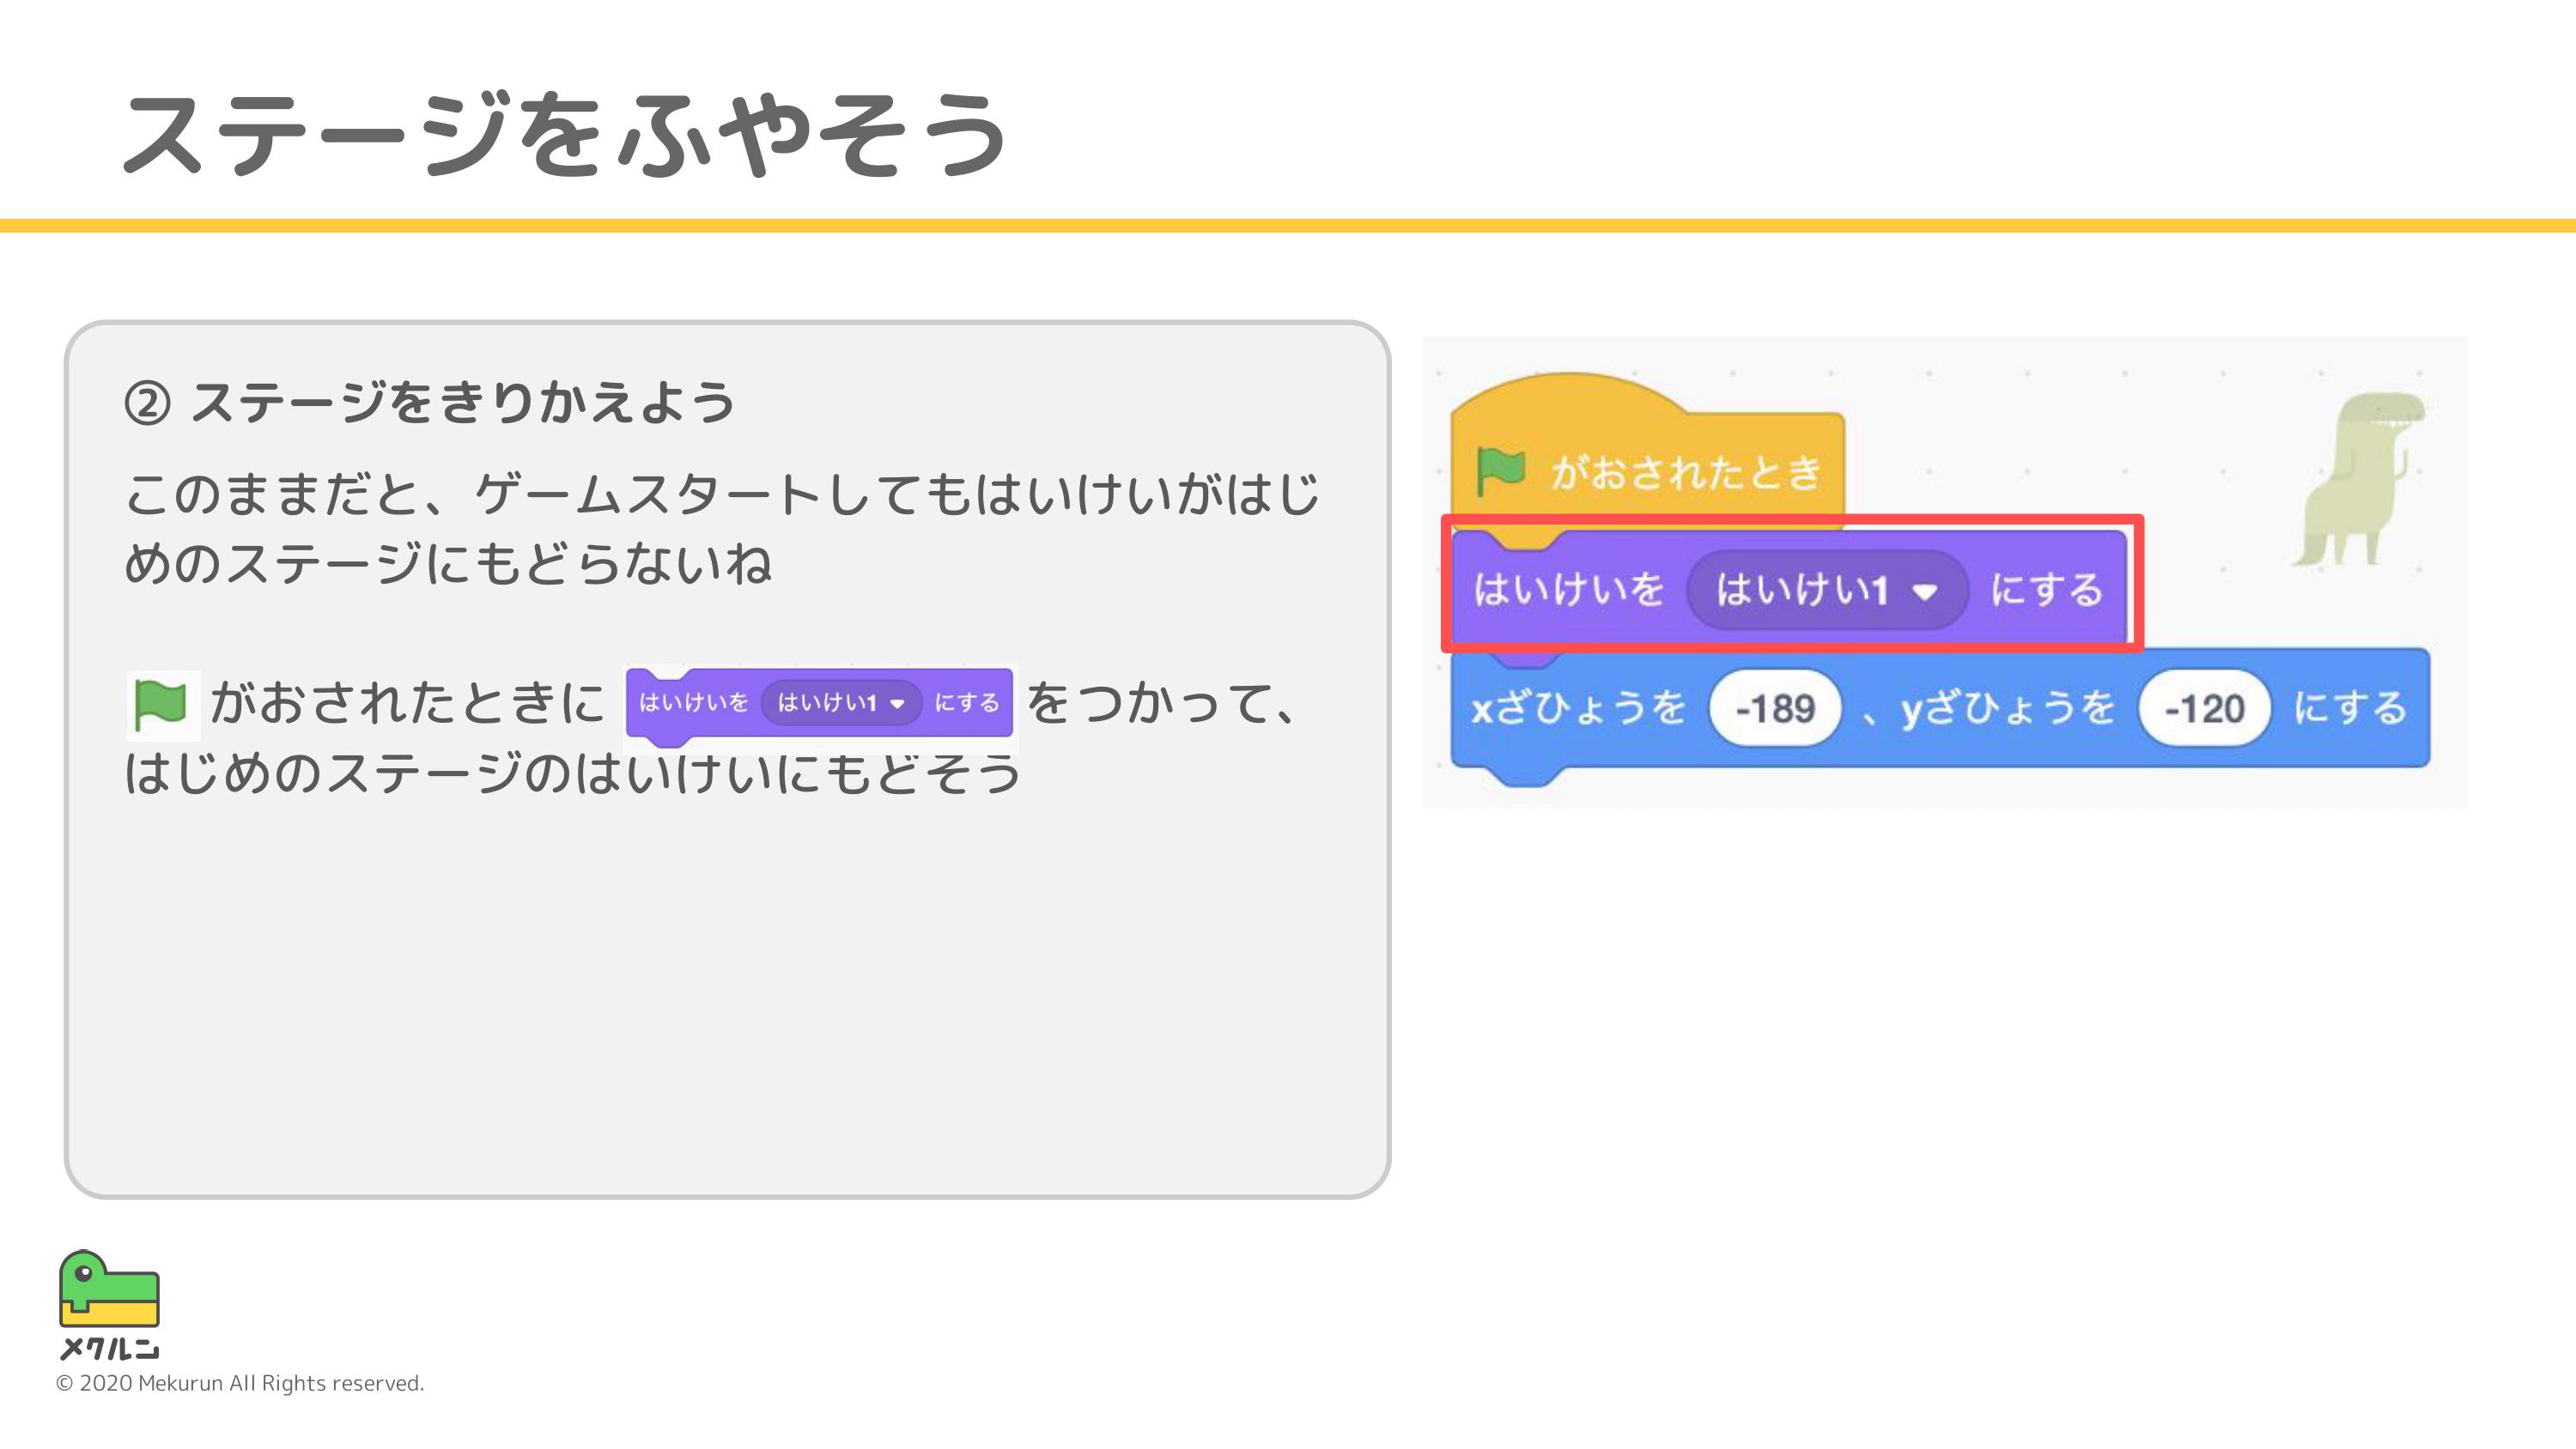 ステージをふやそう
② ステージをきりかえよう
このままだと、ゲームスタートしてもはいけいがはじ
めのステージにもどらないね
がおされたときに はいけいを はいけい1 にする をつかって、
はじめのステージのはいけいにもどそう
がおされたとき
はいけいを はいけい1 にする
xざひょうを -189 、yざひょうを -120 にする
メクルン
© 2020 Mekurun All Rights reserved.